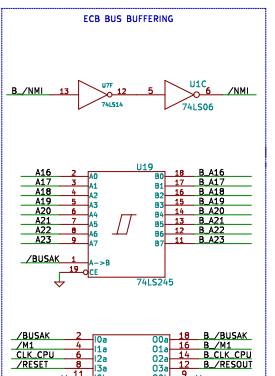 ECB BUS BUFFERING
U7F U1C
B_/NMI 13 12 5 6 /NMI
74LS14 74LS06
U19
A16 2 A0 B0 18 B_A16
A17 3 A1 B1 17 B_A17
A18 4 A2 B2 16 B_A18
A19 5 A3 B3 15 B_A19
A20 6 A4 B4 14 B_A20
A21 7 A5 B5 13 B_A21
A22 8 A6 B6 12 B_A22
A23 9 A7 B7 11 B_A23
/BUSAK 1 A->B
19 CE
74LS245
/BUSAK 2 I0a O0a 18 B_/BUSAK
/M1 4 I1a O1a 16 B_/M1
CLK_CPU 6 I2a O2a 14 B_CLK_CPU
/RESET 8 I3a O3a 12 B_/RESOUT
11 9